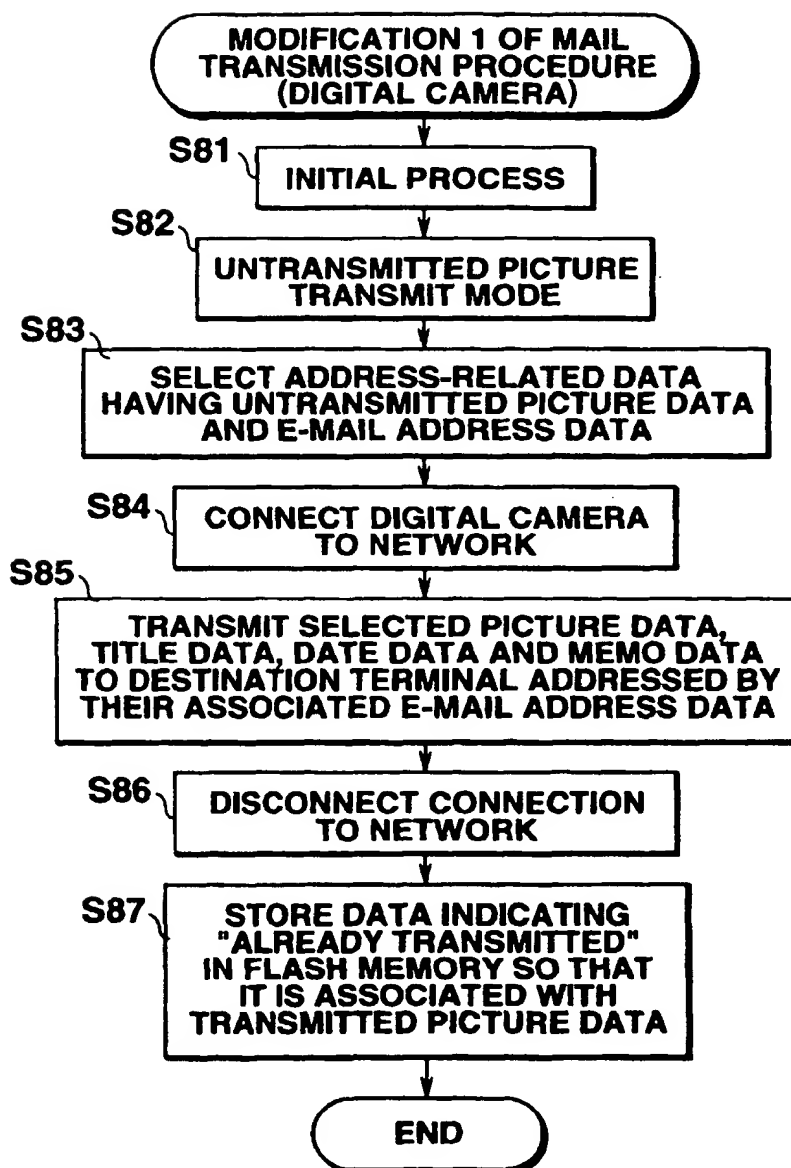 MODIFICATION 1 OF MAIL
TRANSMISSION PROCEDURE
(DIGITAL CAMERA)
S81
INITIAL PROCESS
S82
UNTRANSMITTED PICTURE
TRANSMIT MODE
S83
SELECT ADDRESS-RELATED DATA
HAVING UNTRANSMITTED PICTURE DATA
AND E-MAIL ADDRESS DATA
S84
CONNECT DIGITAL CAMERA
TO NETWORK
S85
TRANSMIT SELECTED PICTURE DATA,
TITLE DATA, DATE DATA AND MEMO DATA
TO DESTINATION TERMINAL ADDRESSED BY
THEIR ASSOCIATED E-MAIL ADDRESS DATA
S86
DISCONNECT CONNECTION
TO NETWORK
S87
STORE DATA INDICATING
"ALREADY TRANSMITTED"
IN FLASH MEMORY SO THAT
IT IS ASSOCIATED WITH
TRANSMITTED PICTURE DATA
END